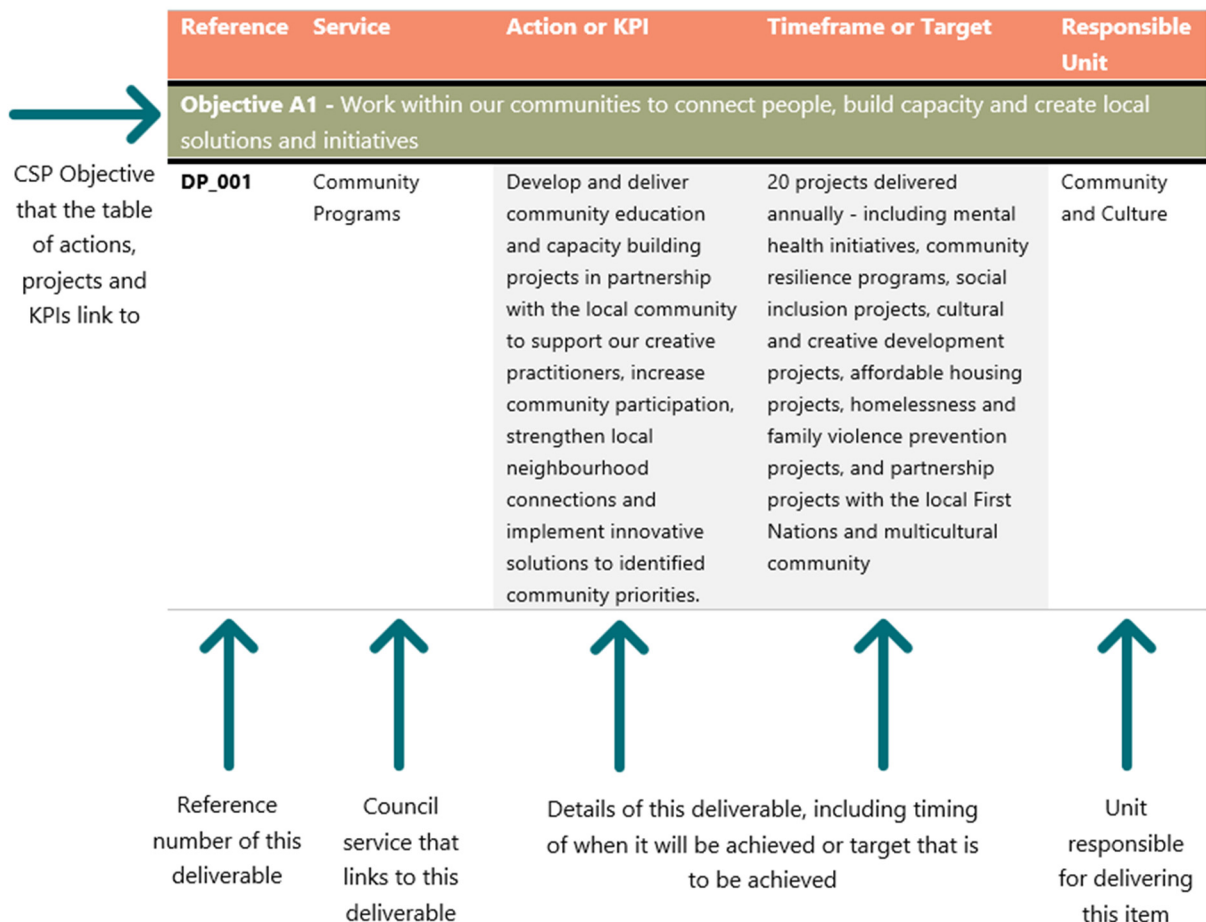 Reference Service Action or KPI Timeframe or Target Responsible
Unit
Objective A1 - Work within our communities to connect people, build capacity and create local
solutions and initiatives
CSP Objective
that the table
of actions,
projects and
KPIs link to
DP_001
Community
Programs
Develop and deliver
community education
and capacity building
projects in partnership
with the local community
to support our creative
practitioners, increase
community participation,
strengthen local
neighbourhood
connections and
implement innovative
solutions to identified
community priorities.
20 projects delivered
annually - including mental
health initiatives, community
resilience programs, social
inclusion projects, cultural
and creative development
projects, affordable housing
projects, homelessness and
family violence prevention
projects, and partnership
projects with the local First
Nations and multicultural
community
Community
and Culture
Reference
number of this
deliverable
Council
service that
links to this
deliverable
Details of this deliverable, including timing
of when it will be achieved or target that is
to be achieved
Unit
responsible
for delivering
this item